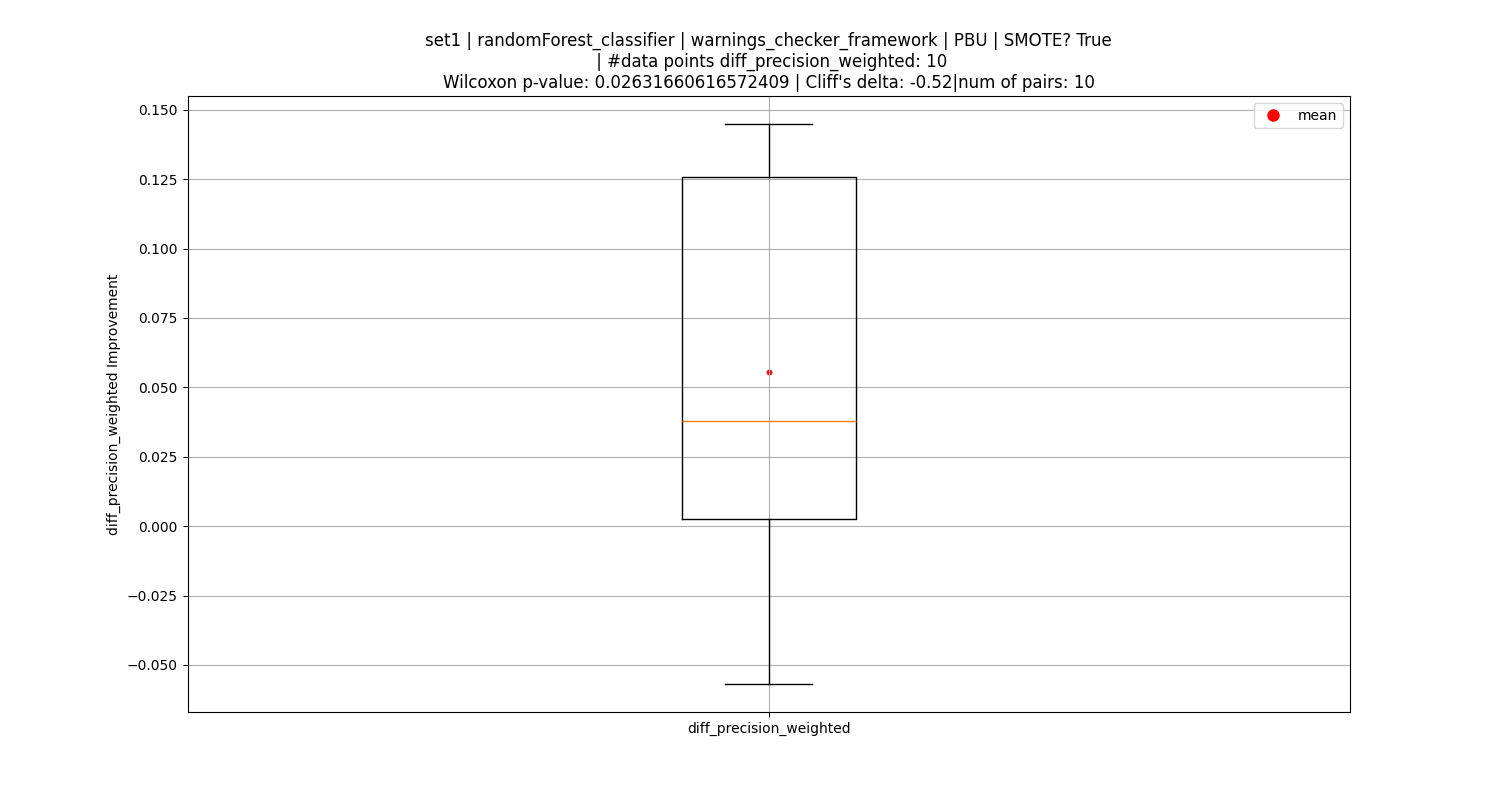 set1 | randomForest_classifier | warnings_checker_framework | PBU | SMOTE? True
| #data points diff_precision_weighted: 10
Wilcoxon p-value: 0.02631660616572409 | Cliff's delta: -0.52|num of pairs: 10
mean
0.150
0.125
0.100
0.075
0.050
0.025
0.000
−0.025
−0.050
diff_precision_weighted Improvement
diff_precision_weighted